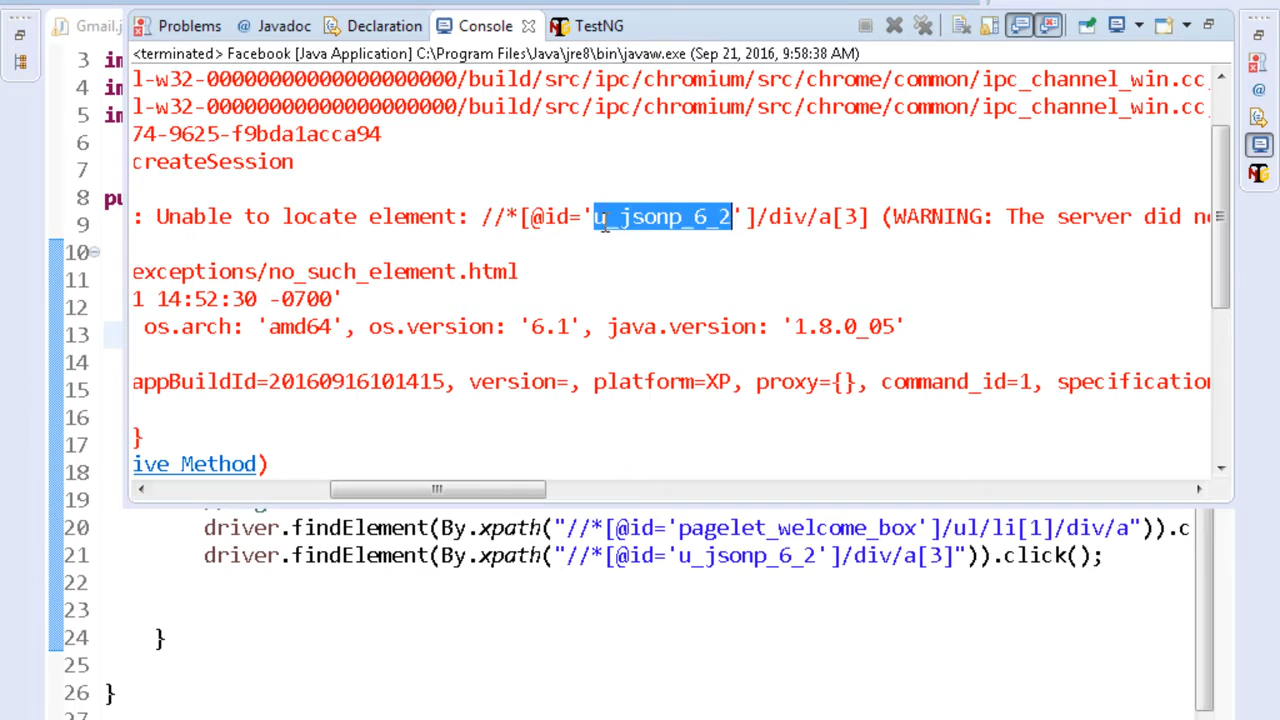 Gmail.j
Problems @ Javadoc Declaration Console TestNG
<terminated> Facebook [Java Application] C:\Program Files\Java\jre8\bin\javaw.exe (Sep 21, 2016, 9:58:38 AM)
3 im
l-w32-00000000000000000000/build/src/ipc/chromium/src/chrome/common/ipc_channel_win.cc
4 im
l-w32-00000000000000000000/build/src/ipc/chromium/src/chrome/common/ipc_channel_win.cc
5 im
74-9625-f9bda1acca94
6
createSession
7
8 pu
: Unable to locate element: //*[@id='u_jsonp_6_2']/div/a[3] (WARNING: The server did no
9
10
exceptions/no_such_element.html
11
1 14:52:30 -0700'
12
os.arch: 'amd64', os.version: '6.1', java.version: '1.8.0_05'
13
14
appBuildId=20160916101415, version=, platform=XP, proxy={}, command_id=1, specification
15
16
}
17
ive Method)
18
19
20 driver.findElement(By.xpath("//*[@id='pagelet_welcome_box']/ul/li[1]/div/a")).c
21 driver.findElement(By.xpath("//*[@id='u_jsonp_6_2']/div/a[3]")).click();
22
23
24 }
25
26 }
27